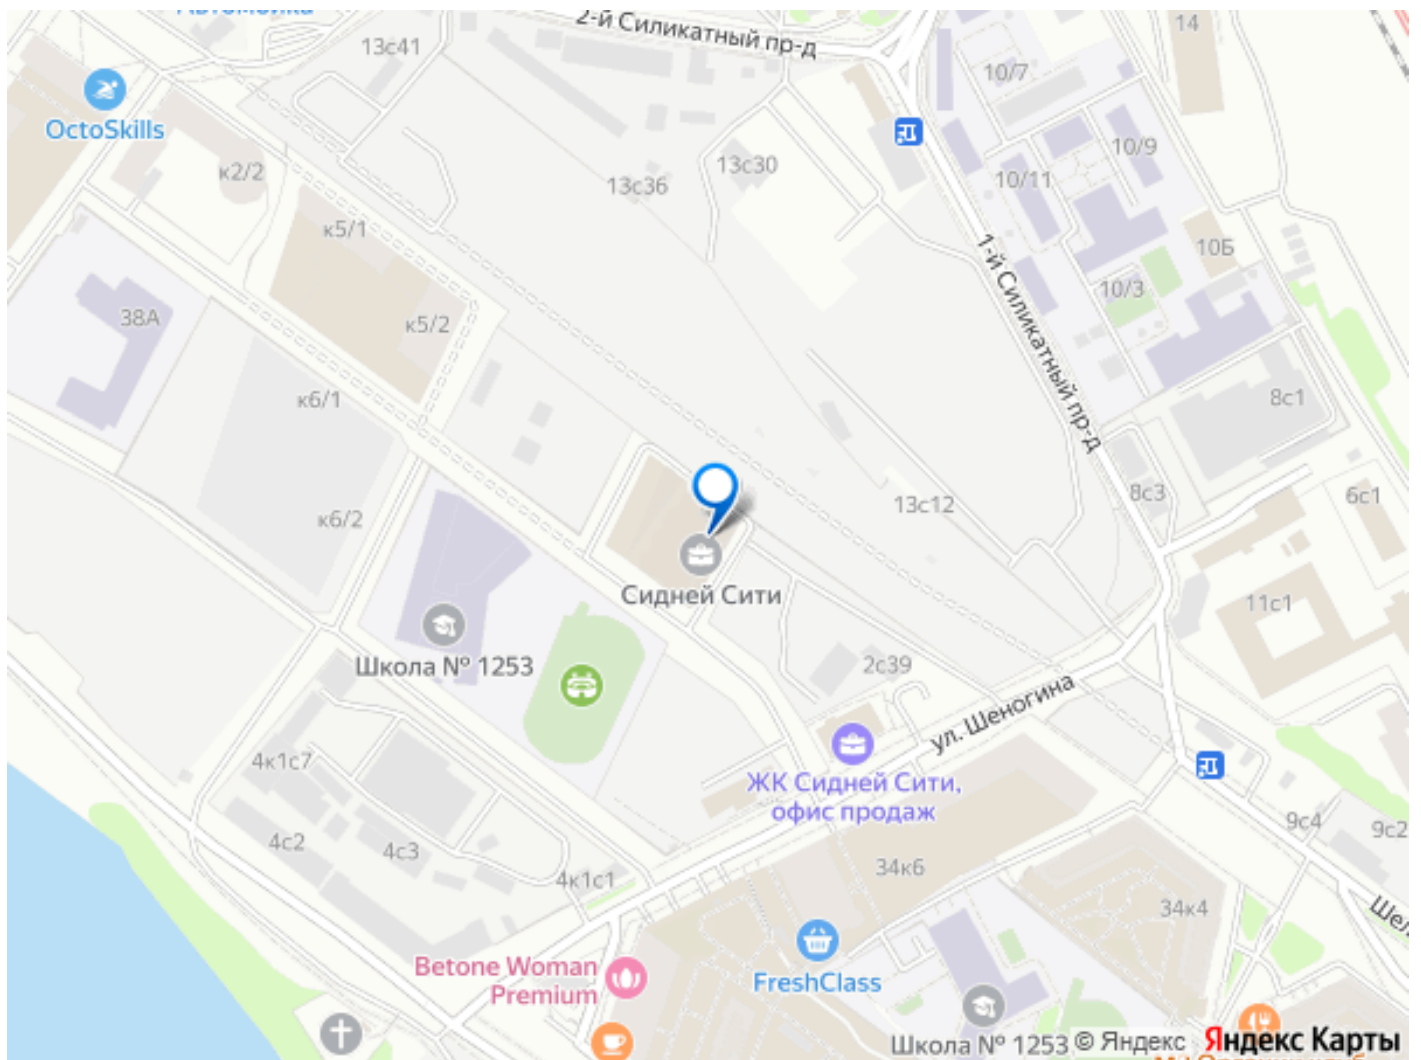 Автомойка
2-й Силикатный пр-д
14
13с41
10/7
OctoSkills
10/9
к2/2
13с36
13с30
10/11
к5/1
10Б
1-й Силикатный пр-д
10/3
38А
к5/2
к6/1
8с1
13с12
8с3
6с1
к6/2
Сидней Сити
11с1
Школа № 1253
2с39
ул. Шеногина
4к1с7
ЖК Сидней Сити,
офис продаж
9с4
9с2
4с2
4с3
4к1с1
34к6
34к4
Betone Woman
Premium
FreshClass
Школа № 1253
© Яндекс
Яндекс Карты